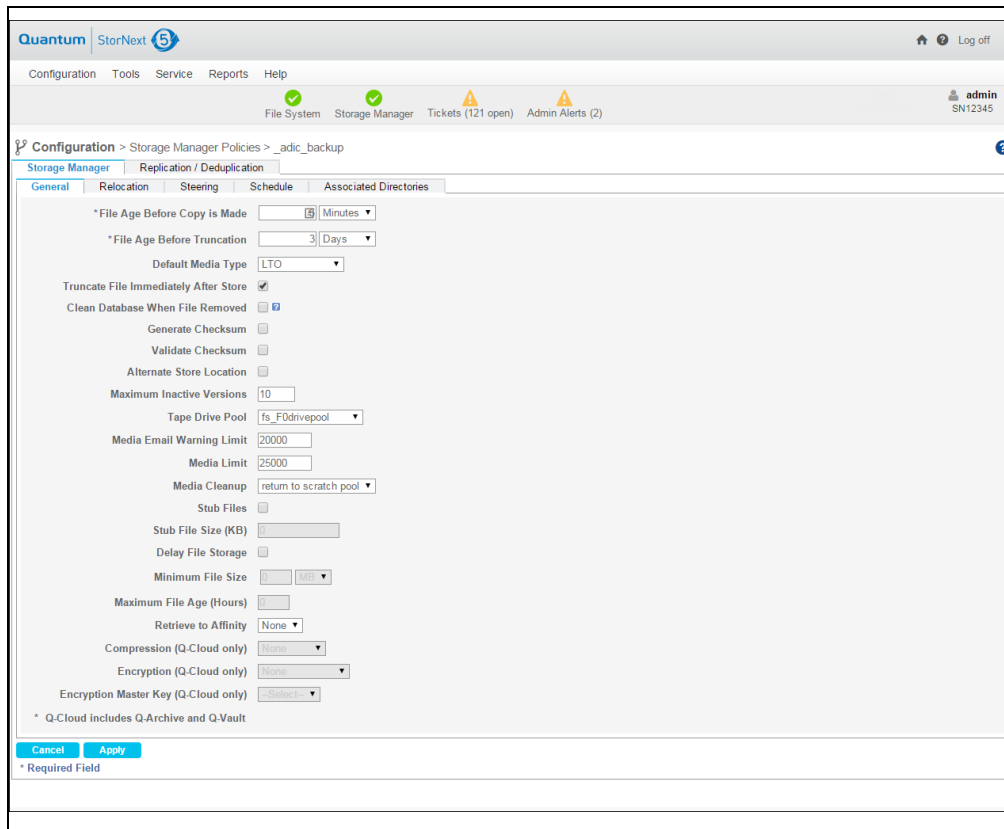 Quantum StorNext 5
Log off
Configuration Tools Service Reports Help
File System Storage Manager Tickets (121 open) Admin Alerts (2)
admin
SN12345
Configuration > Storage Manager Policies > _adic_backup
Storage Manager Replication / Deduplication
General Relocation Steering Schedule Associated Directories
*File Age Before Copy is Made Minutes
*File Age Before Truncation 3 Days
Default Media Type LTO
Truncate File Immediately After Store
Clean Database When File Removed ?
Generate Checksum
Validate Checksum
Alternate Store Location
Maximum Inactive Versions 10
Tape Drive Pool fs_F0drivepool
Media Email Warning Limit 20000
Media Limit 25000
Media Cleanup return to scratch pool
Stub Files
Stub File Size (KB) 0
Delay File Storage
Minimum File Size 0 MB
Maximum File Age (Hours) 0
Retrieve to Affinity None
Compression (Q-Cloud only) None
Encryption (Q-Cloud only) None
Encryption Master Key (Q-Cloud only) --Select--
* Q-Cloud includes Q-Archive and Q-Vault
Cancel Apply
* Required Field